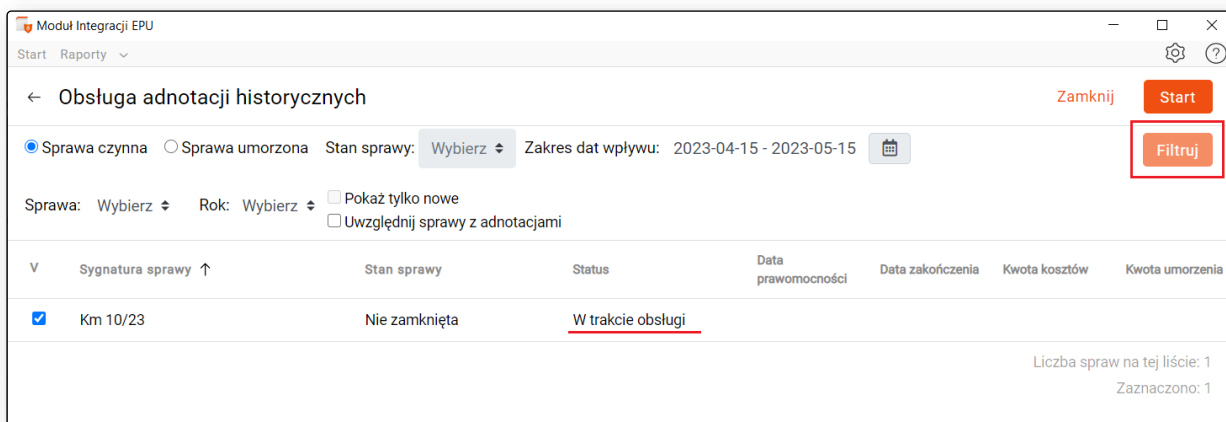 Moduł Integracji EPU
Start Raporty
Obsługa adnotacji historycznych Zamknij Start
Sprawa czynna Sprawa umorzona Stan sprawy: Wybierz Zakres dat wpływu: 2023-04-15 - 2023-05-15 Filtruj
Sprawa: Wybierz Rok: Wybierz Pokaż tylko nowe
Uwzględnij sprawy z adnotacjami
V Sygnatura sprawy Stan sprawy Status Data prawomocności Data zakończenia Kwota kosztów Kwota umorzenia
Km 10/23 Nie zamknięta W trakcie obsługi
Liczba spraw na tej liście: 1
Zaznaczono: 1